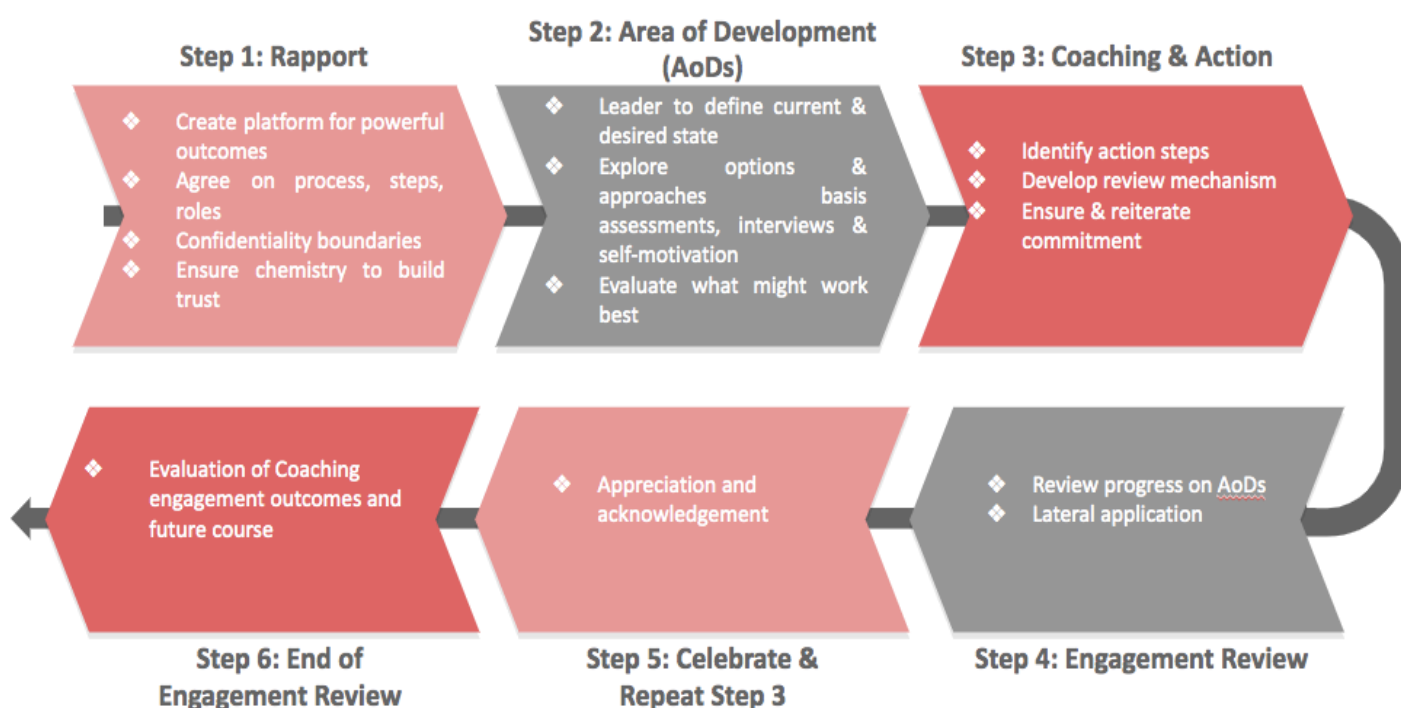 Step 1: Rapport
❖ Create platform for powerful
outcomes
❖ Agree on process, steps,
roles
❖ Confidentiality boundaries
❖ Ensure chemistry to build
trust
Step 2: Area of Development
(AoDs)
❖ Leader to define current &
desired state
❖ Explore options &
approaches basis
assessments, interviews &
self-motivation
❖ Evaluate what might work
best
Step 3: Coaching & Action
❖ Identify action steps
❖ Develop review mechanism
❖ Ensure & reiterate
commitment
❖ Review progress on AoDs
❖ Lateral application
Step 4: Engagement Review
❖ Appreciation and
acknowledgement
Step 5: Celebrate &
Repeat Step 3
❖ Evaluation of Coaching
engagement outcomes and
future course
Step 6: End of
Engagement Review